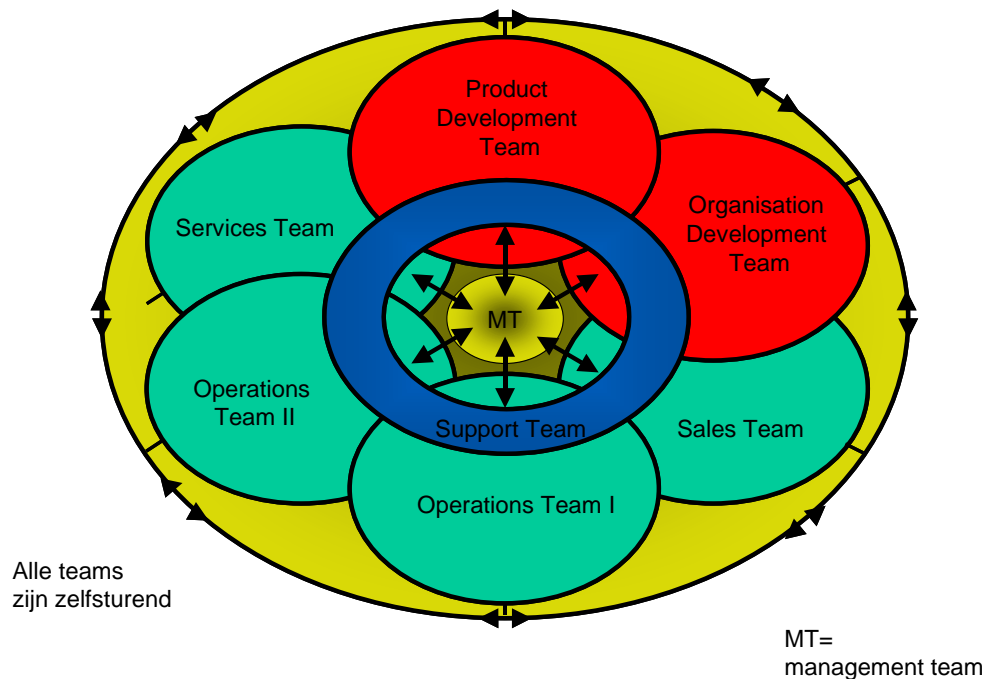 Product
Development
Team
Services Team
Organisation
Development
Team
MT
Operations
Team II
Support Team
Sales Team
Operations Team I
Alle teams
zijn zelfsturend
MT=
management team